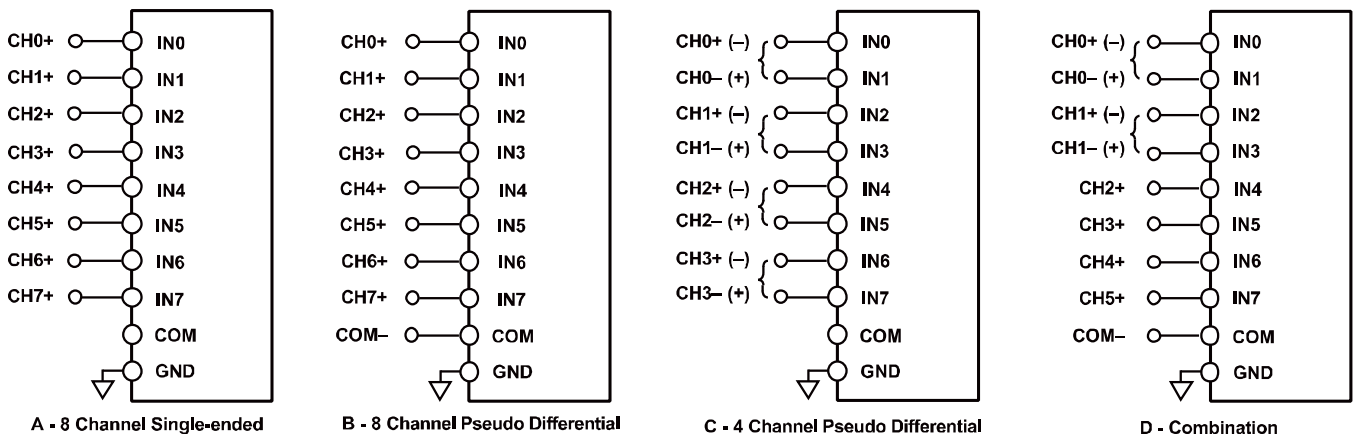 CH0+ IN0
CH1+ IN1
CH2+ IN2
CH3+ IN3
CH4+ IN4
CH5+ IN5
CH6+ IN6
CH7+ IN7
COM
GND
A - 8 Channel Single-ended
CH0+ IN0
CH1+ IN1
CH2+ IN2
CH3+ IN3
CH4+ IN4
CH5+ IN5
CH6+ IN6
CH7+ IN7
COM– COM
GND
B - 8 Channel Pseudo Differential
CH0+ (–) IN0
CH0– (+) IN1
CH1+ (–) IN2
CH1– (+) IN3
CH2+ (–) IN4
CH2– (+) IN5
CH3+ (–) IN6
CH3– (+) IN7
COM
GND
C - 4 Channel Pseudo Differential
CH0+ (–) IN0
CH0– (+) IN1
CH1+ (–) IN2
CH1– (+) IN3
CH2+ IN4
CH3+ IN5
CH4+ IN6
CH5+ IN7
COM– COM
GND
D - Combination